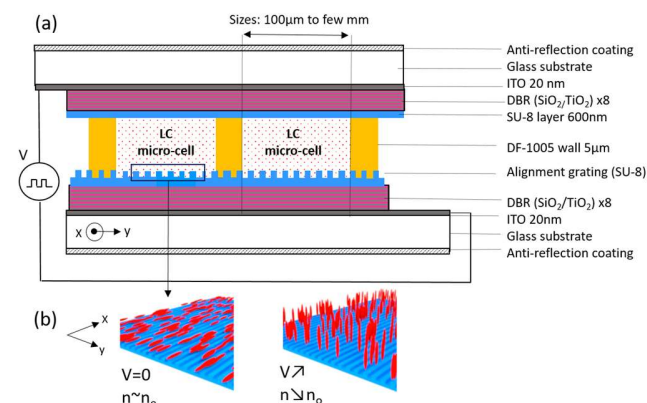 (a)
Sizes: 100µm to few mm
Anti-reflection coating
Glass substrate
ITO 20 nm
DBR (SiO₂/TiO₂) x8
SU-8 layer 600nm
LC
micro-cell
LC
micro-cell
DF-1005 wall 5µm
V
Alignment grating (SU-8)
DBR (SiO₂/TiO₂) x8
ITO 20nm
x
y
Glass substrate
Anti-reflection coating
(b)
x
y
V=0
n~nₑ
V↗
n↘nₒ